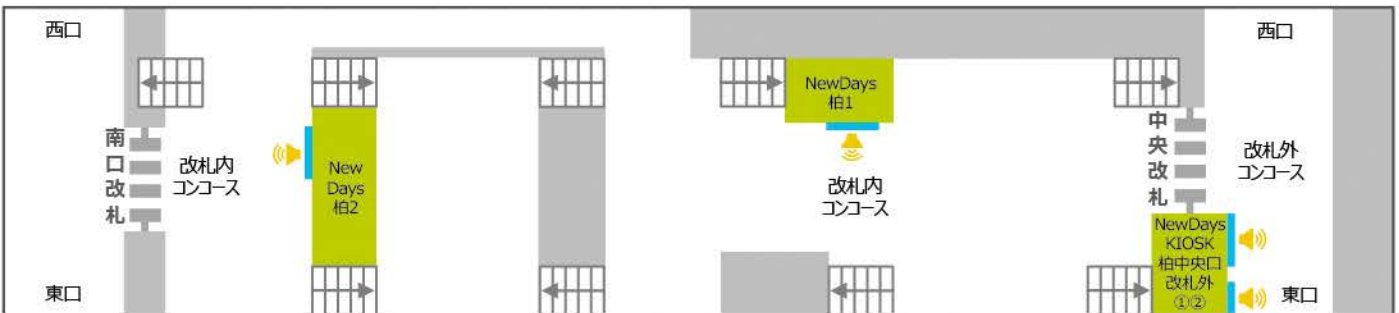 西口
南
口
改
札
改札内
コンコース
東口
New
Days
柏2
NewDays
柏1
改札内
コンコース
中
央
改
札
西口
改札外
コンコース
NewDays
KIOSK
柏中央口
改札外
①②
東口